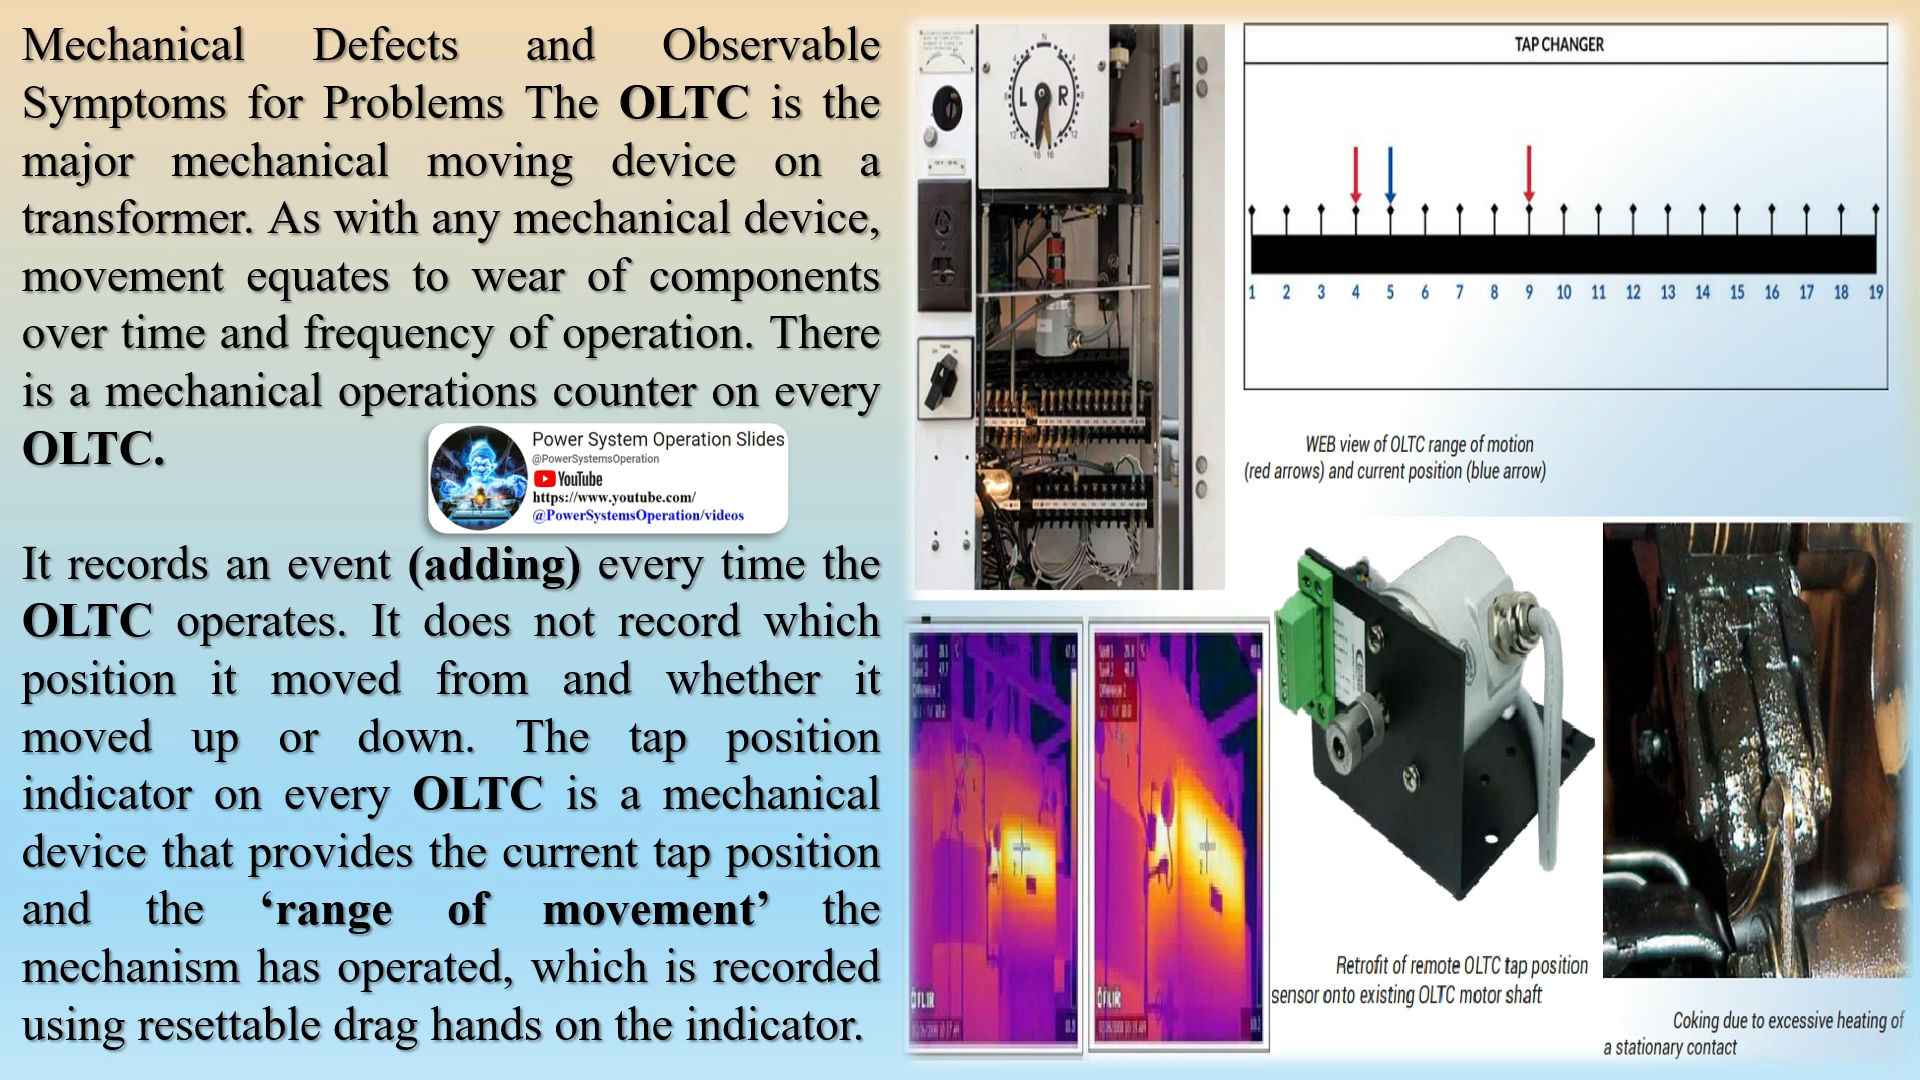 Mechanical Defects and Observable
Symptoms for Problems The OLTC is the
major mechanical moving device on a
transformer. As with any mechanical device,
movement equates to wear of components
over time and frequency of operation. There
is a mechanical operations counter on every
OLTC.
Power System Operation Slides
@PowerSystemsOperation
YouTube
https://www.youtube.com/
@PowerSystemsOperation/videos
It records an event (adding) every time the
OLTC operates. It does not record which
position it moved from and whether it
moved up or down. The tap position
indicator on every OLTC is a mechanical
device that provides the current tap position
and the ‘range of movement’ the
mechanism has operated, which is recorded
using resettable drag hands on the indicator.
N
L R
8 8
12 12
16 16
TAP CHANGER
1 2 3 4 5 6 7 8 9 10 11 12 13 14 15 16 17 18 19
WEB view of OLTC range of motion
(red arrows) and current position (blue arrow)
FLIR
FLIR
Retrofit of remote OLTC tap position
sensor onto existing OLTC motor shaft
Coking due to excessive heating of
a stationary contact